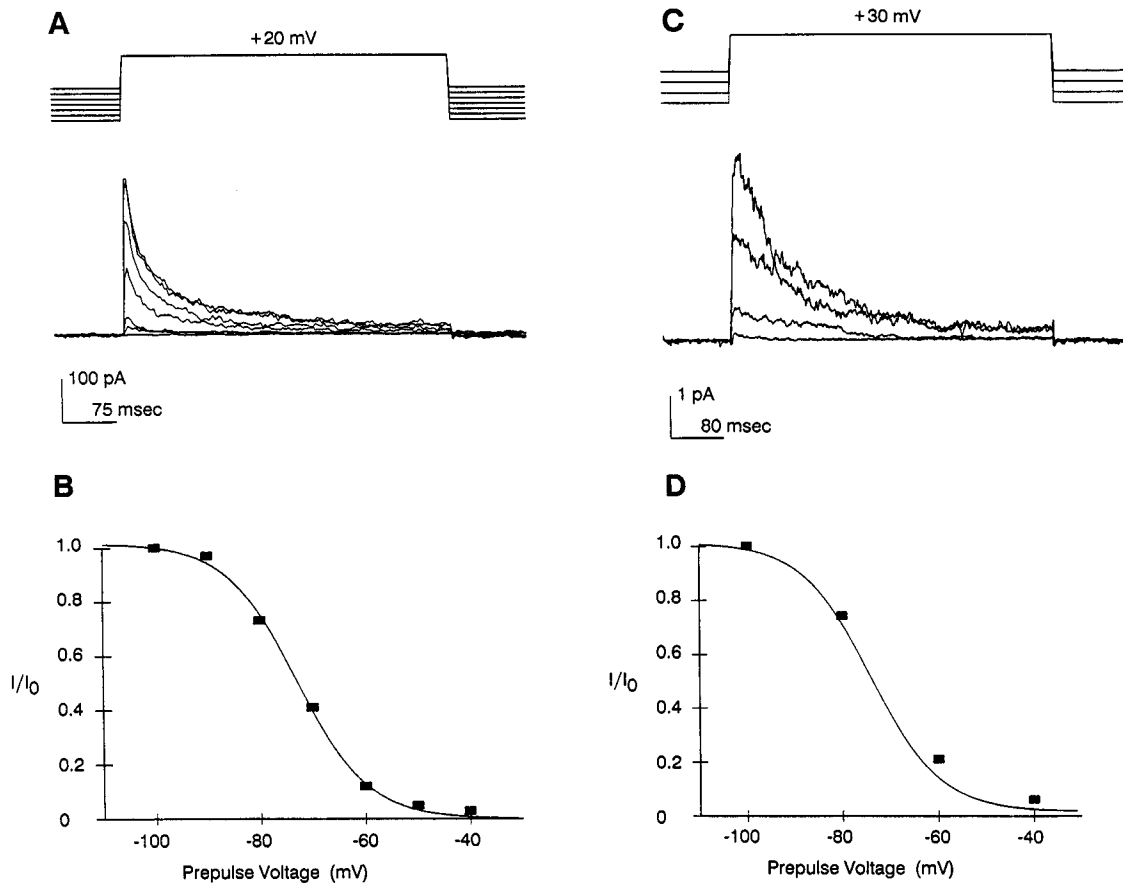 A
+20 mV
100 pA
75 msec
B
1.0
0.8
0.6
I/I0
0.4
0.2
0
-100
-80
-60
-40
Prepulse Voltage (mV)
C
+30 mV
1 pA
80 msec
D
1.0
0.8
0.6
I/I0
0.4
0.2
0
-100
-80
-60
-40
Prepulse Voltage (mV)